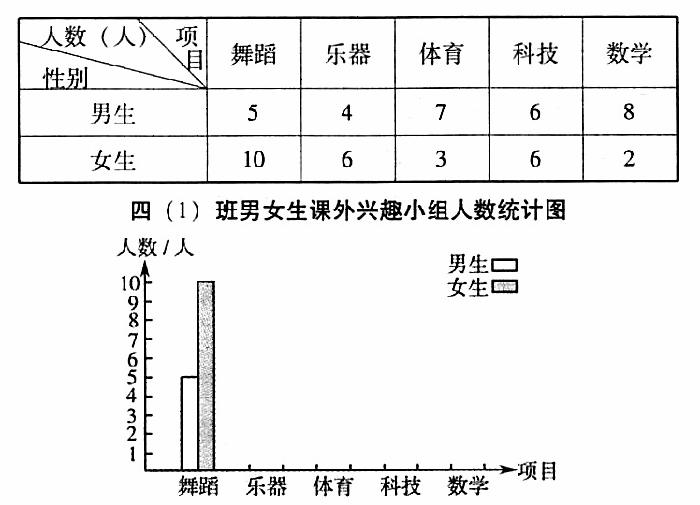 人数（人） 项目 性别 舞蹈 乐器 体育 科技 数学
男生 5 4 7 6 8
女生 10 6 3 6 2
四（1）班男女生课外兴趣小组人数统计图
人数/人
男生
女生
10
9
8
7
6
5
4
3
2
1
舞蹈 乐器 体育 科技 数学 项目